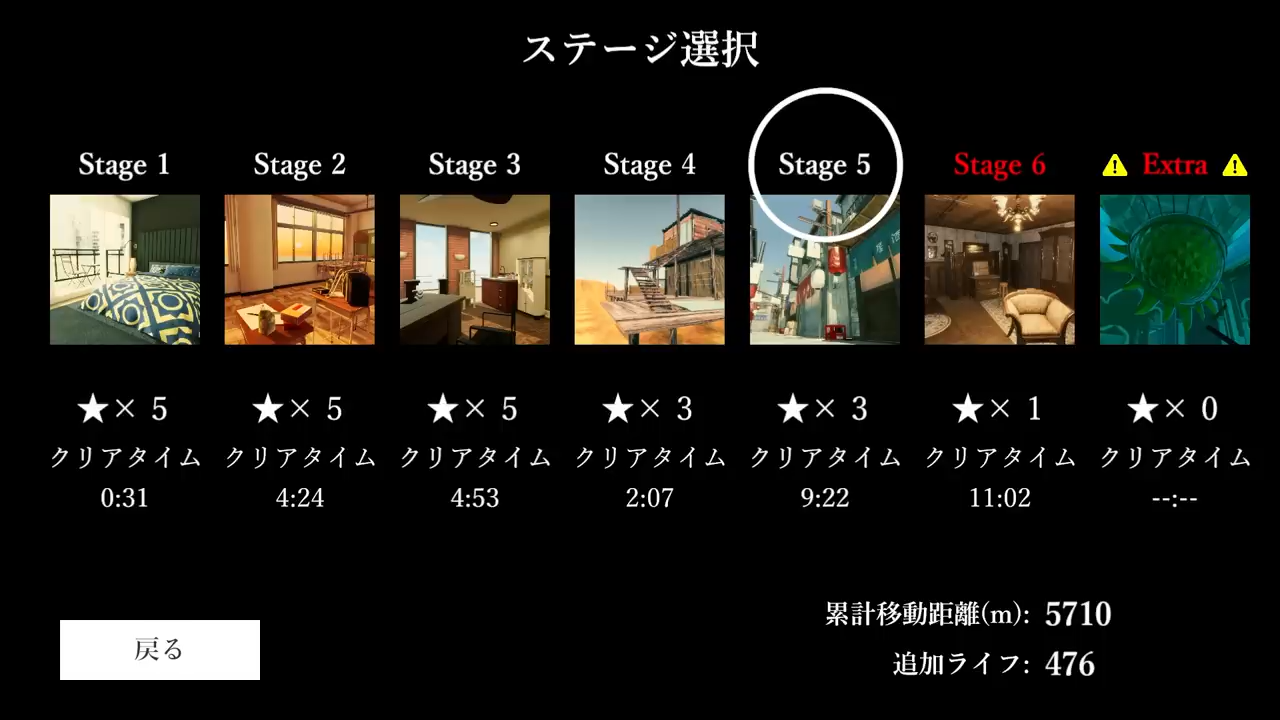 ステージ選択
Stage 1 Stage 2 Stage 3 Stage 4 Stage 5 Stage 6 Extra
★× 5 ★× 5 ★× 5 ★× 3 ★× 3 ★× 1 ★× 0
クリアタイム クリアタイム クリアタイム クリアタイム クリアタイム クリアタイム クリアタイム
0:31 4:24 4:53 2:07 9:22 11:02 --:--
累計移動距離(m): 5710
戻る
追加ライフ: 476